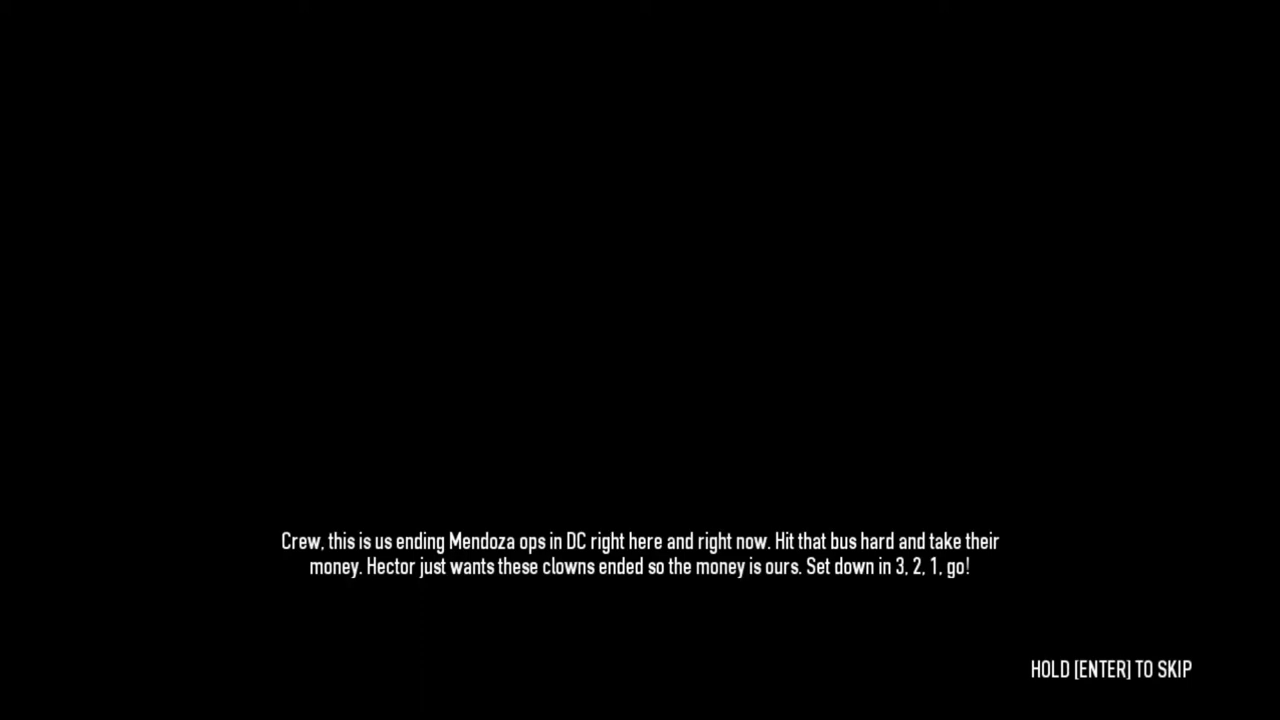 Crew, this is us ending Mendoza ops in DC right here and right now. Hit that bus hard and take their
money. Hector just wants these clowns ended so the money is ours. Set down in 3, 2, 1, go!
HOLD [ENTER] TO SKIP